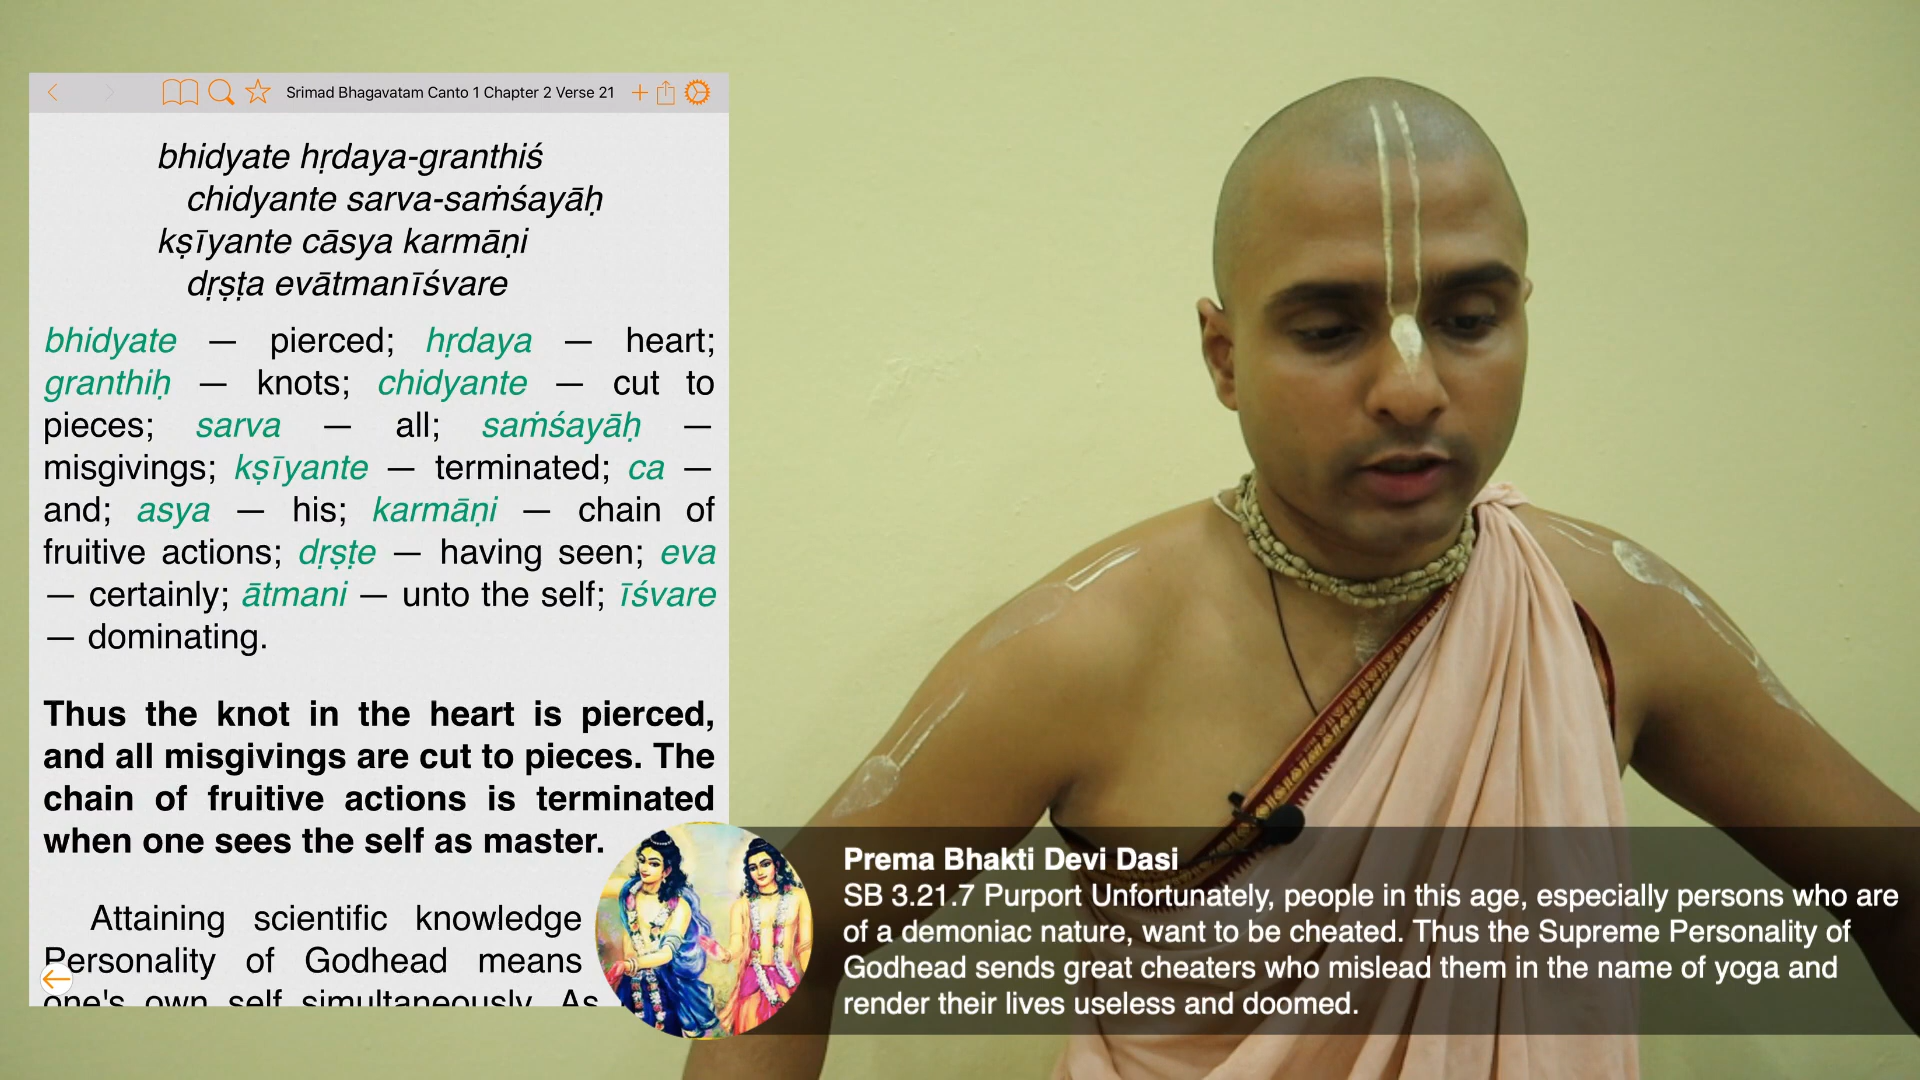 Srimad Bhagavatam Canto 1 Chapter 2 Verse 21
bhidyate hṛdaya-granthiś
chidyante sarva-saṁśayāḥ
kṣīyante cāsya karmāṇi
dṛṣṭa evātmanīśvare
bhidyate — pierced; hṛdaya — heart;
granthiḥ — knots; chidyante — cut to
pieces; sarva — all; saṁśayāḥ —
misgivings; kṣīyante — terminated; ca —
and; asya — his; karmāṇi — chain of
fruitive actions; dṛṣṭe — having seen; eva
— certainly; ātmani — unto the self; īśvare
— dominating.
Thus the knot in the heart is pierced,
and all misgivings are cut to pieces. The
chain of fruitive actions is terminated
when one sees the self as master.
Attaining scientific knowledge
Personality of Godhead means
one's own self simultaneously. As
Prema Bhakti Devi Dasi
SB 3.21.7 Purport Unfortunately, people in this age, especially persons who are
of a demoniac nature, want to be cheated. Thus the Supreme Personality of
Godhead sends great cheaters who mislead them in the name of yoga and
render their lives useless and doomed.